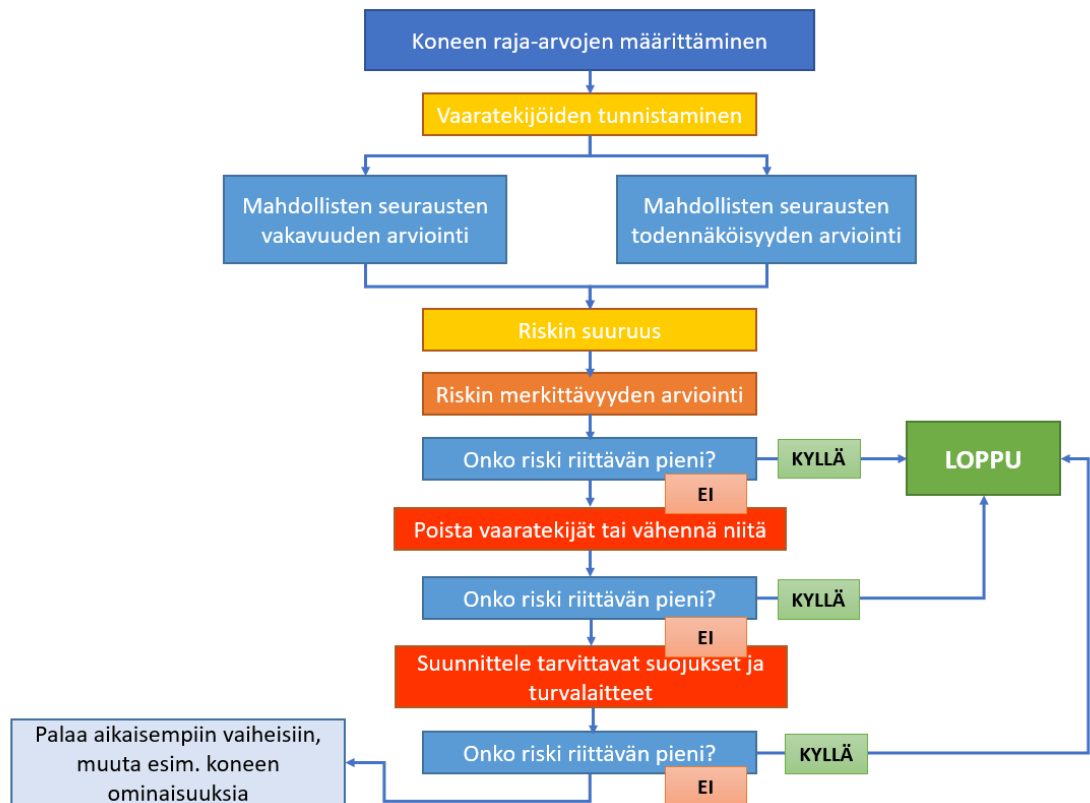 Koneen raja-arvojen määrittäminen
Vaaratekijöiden tunnistaminen
Mahdollisten seurausten
vakavuuden arviointi
Mahdollisten seurausten
todennäköisyyden arviointi
Riskin suuruus
Riskin merkittävyyden arviointi
Onko riski riittävän pieni?
KYLLÄ
LOPPU
EI
Poista vaaratekijät tai vähennä niitä
Onko riski riittävän pieni?
KYLLÄ
EI
Suunnittele tarvittavat suojukset ja
turvalaitteet
Onko riski riittävän pieni?
KYLLÄ
EI
Palaa aikaisempiin vaiheisiin,
muuta esim. koneen
ominaisuuksia